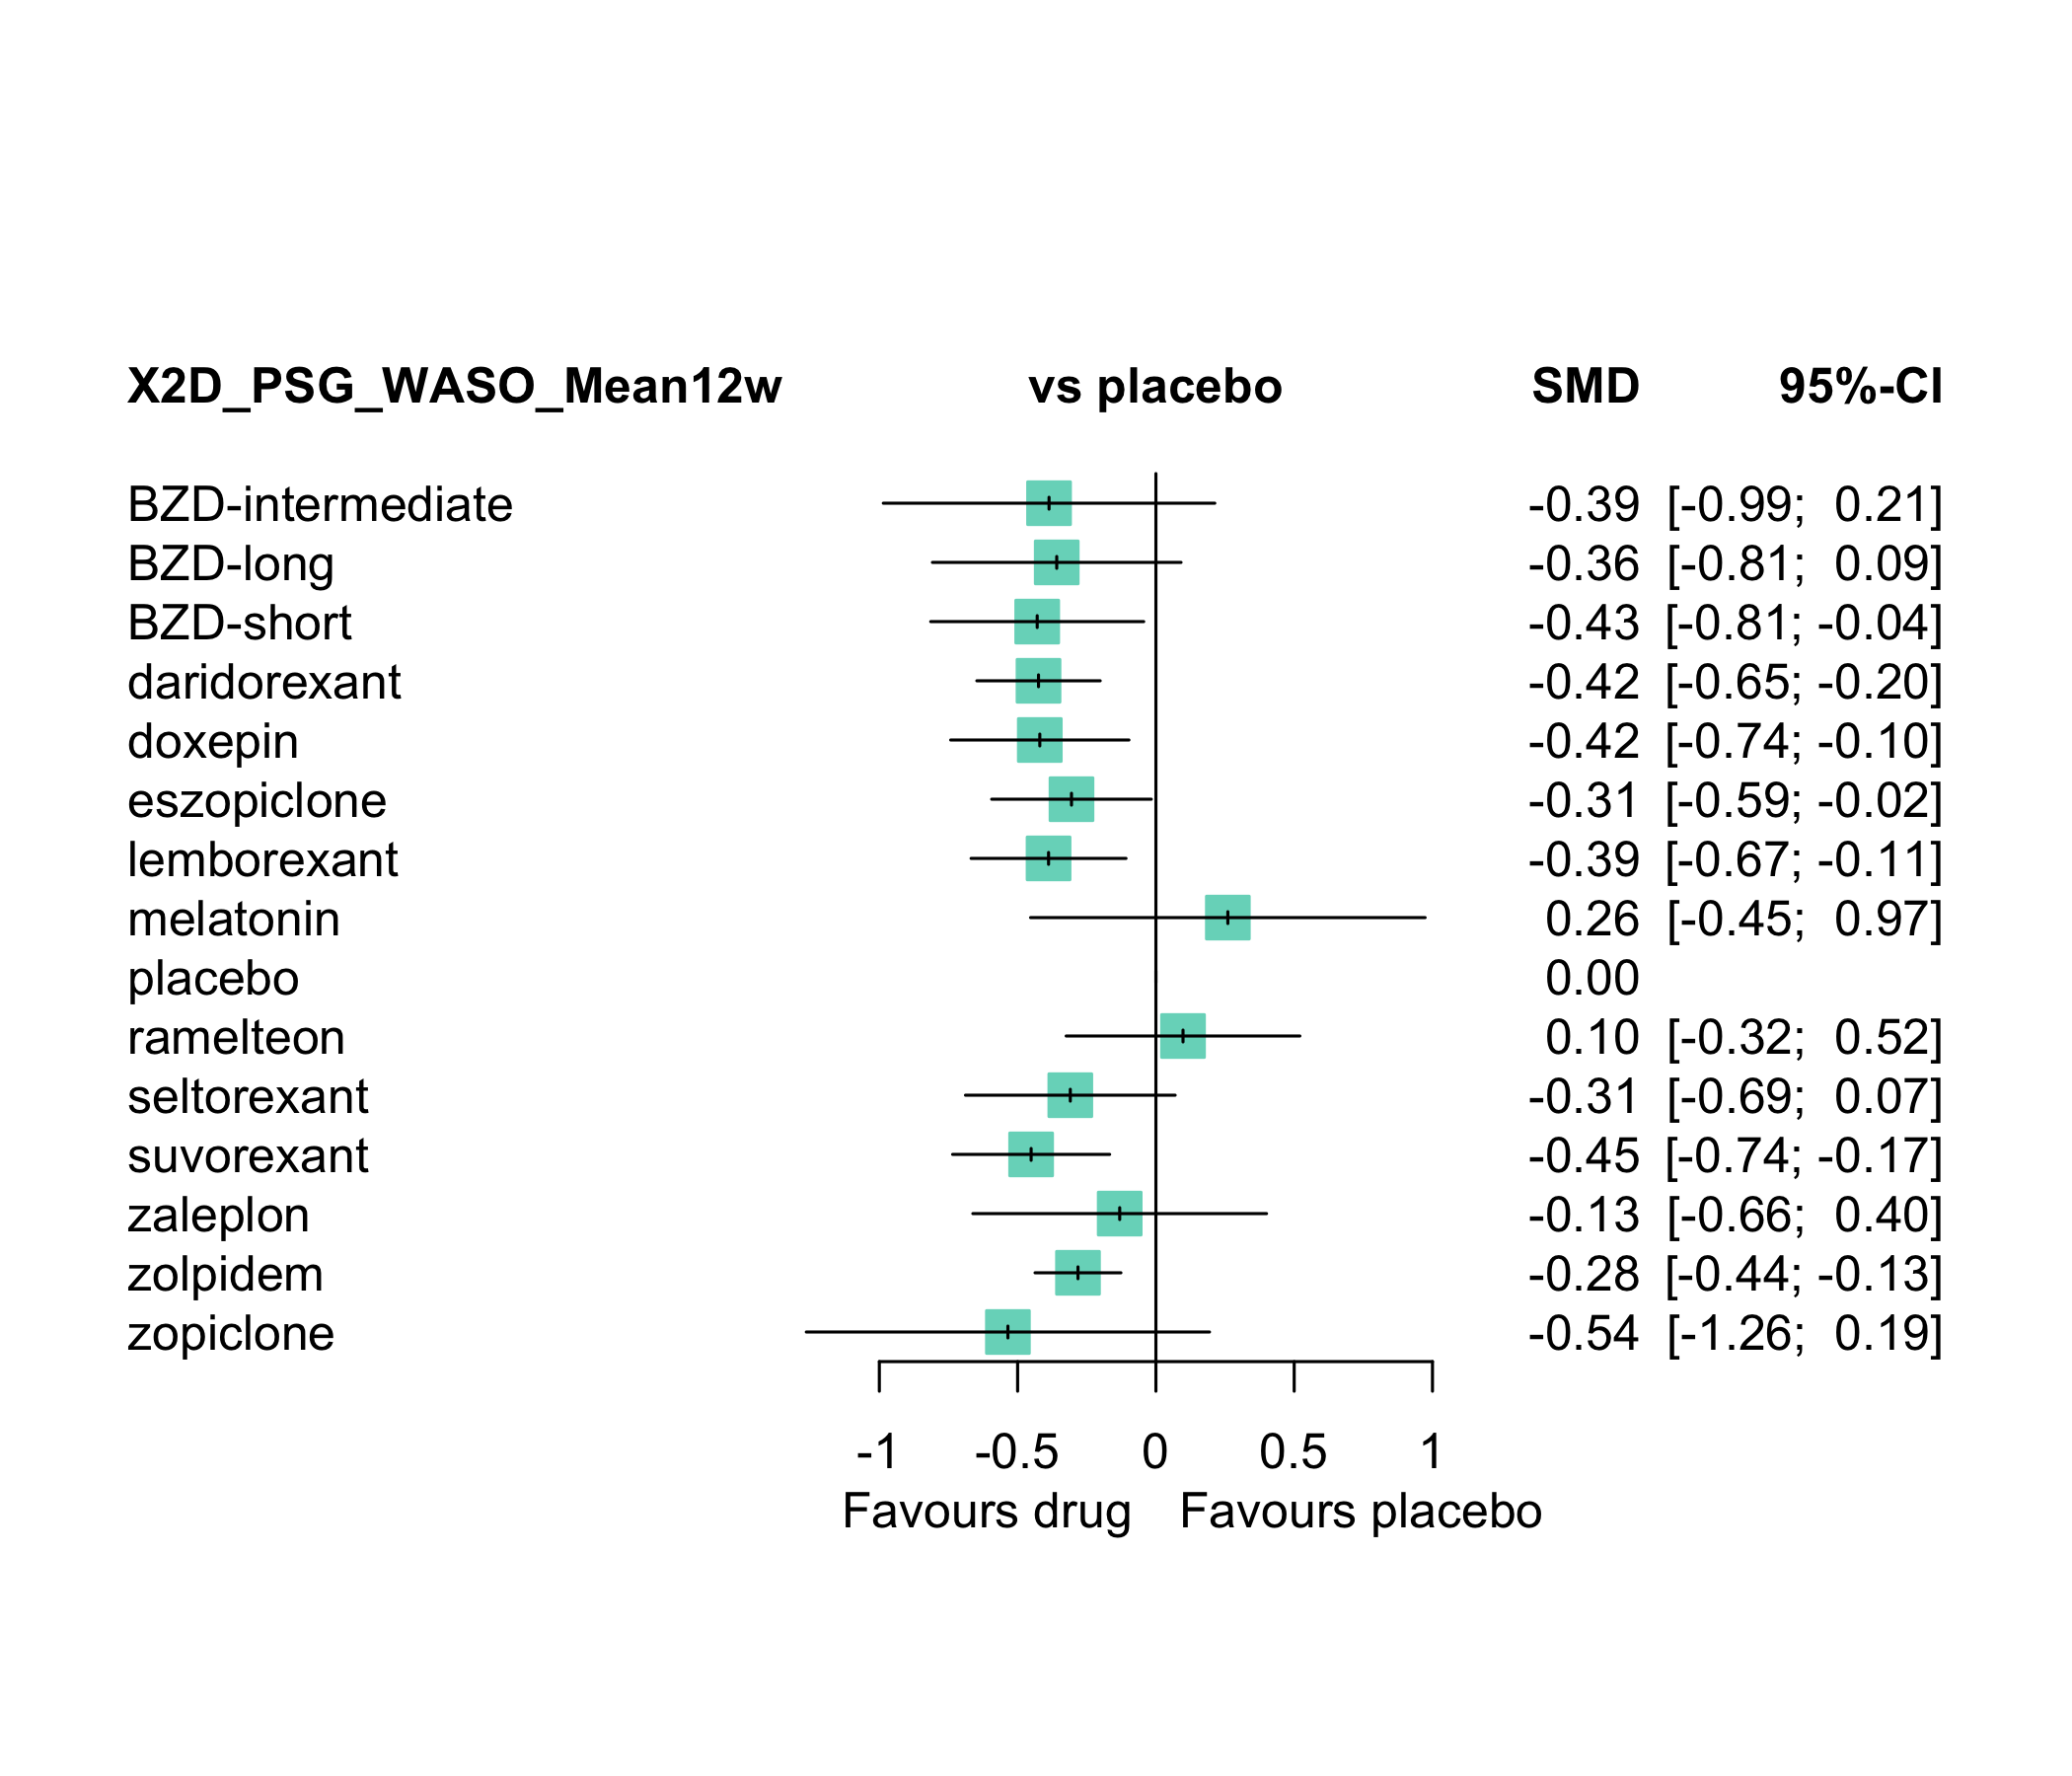 X2D_PSG_WASO_Mean12w vs placebo SMD 95%-CI
BZD-intermediate -0.39 [-0.99; 0.21]
BZD-long -0.36 [-0.81; 0.09]
BZD-short -0.43 [-0.81; -0.04]
daridorexant -0.42 [-0.65; -0.20]
doxepin -0.42 [-0.74; -0.10]
eszopiclone -0.31 [-0.59; -0.02]
lemborexant -0.39 [-0.67; -0.11]
melatonin 0.26 [-0.45; 0.97]
placebo 0.00
ramelteon 0.10 [-0.32; 0.52]
seltorexant -0.31 [-0.69; 0.07]
suvorexant -0.45 [-0.74; -0.17]
zaleplon -0.13 [-0.66; 0.40]
zolpidem -0.28 [-0.44; -0.13]
zopiclone -0.54 [-1.26; 0.19]
-1 -0.5 0 0.5 1
Favours drug Favours placebo